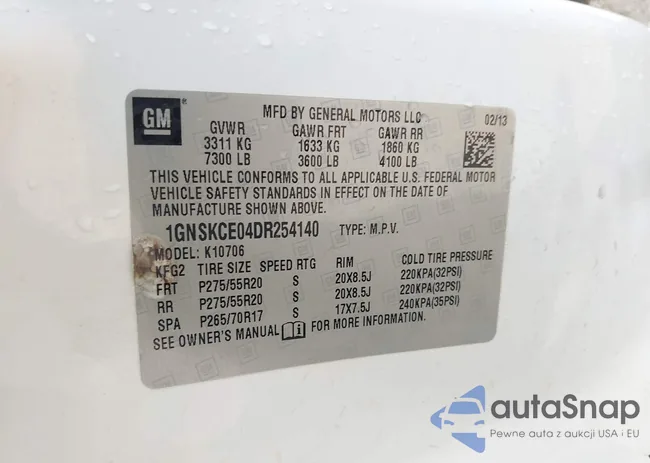 GM
MFD BY GENERAL MOTORS LLC
02/13
GVWR GAWR FRT GAWR RR
3311 KG 1633 KG 1860 KG
7300 LB 3600 LB 4100 LB
THIS VEHICLE CONFORMS TO ALL APPLICABLE U.S. FEDERAL MOTOR
VEHICLE SAFETY STANDARDS IN EFFECT ON THE DATE OF
MANUFACTURE SHOWN ABOVE.
1GNSKCE04DR254140 TYPE: M.P.V.
MODEL: K10706
KFG2 TIRE SIZE SPEED RTG RIM COLD TIRE PRESSURE
FRT P275/55R20 S 20X8.5J 220KPA(32PSI)
RR P275/55R20 S 20X8.5J 220KPA(32PSI)
SPA P265/70R17 S 17X7.5J 240KPA(35PSI)
SEE OWNER'S MANUAL FOR MORE INFORMATION.
autoSnap
Pewne auta z aukcji USA i EU